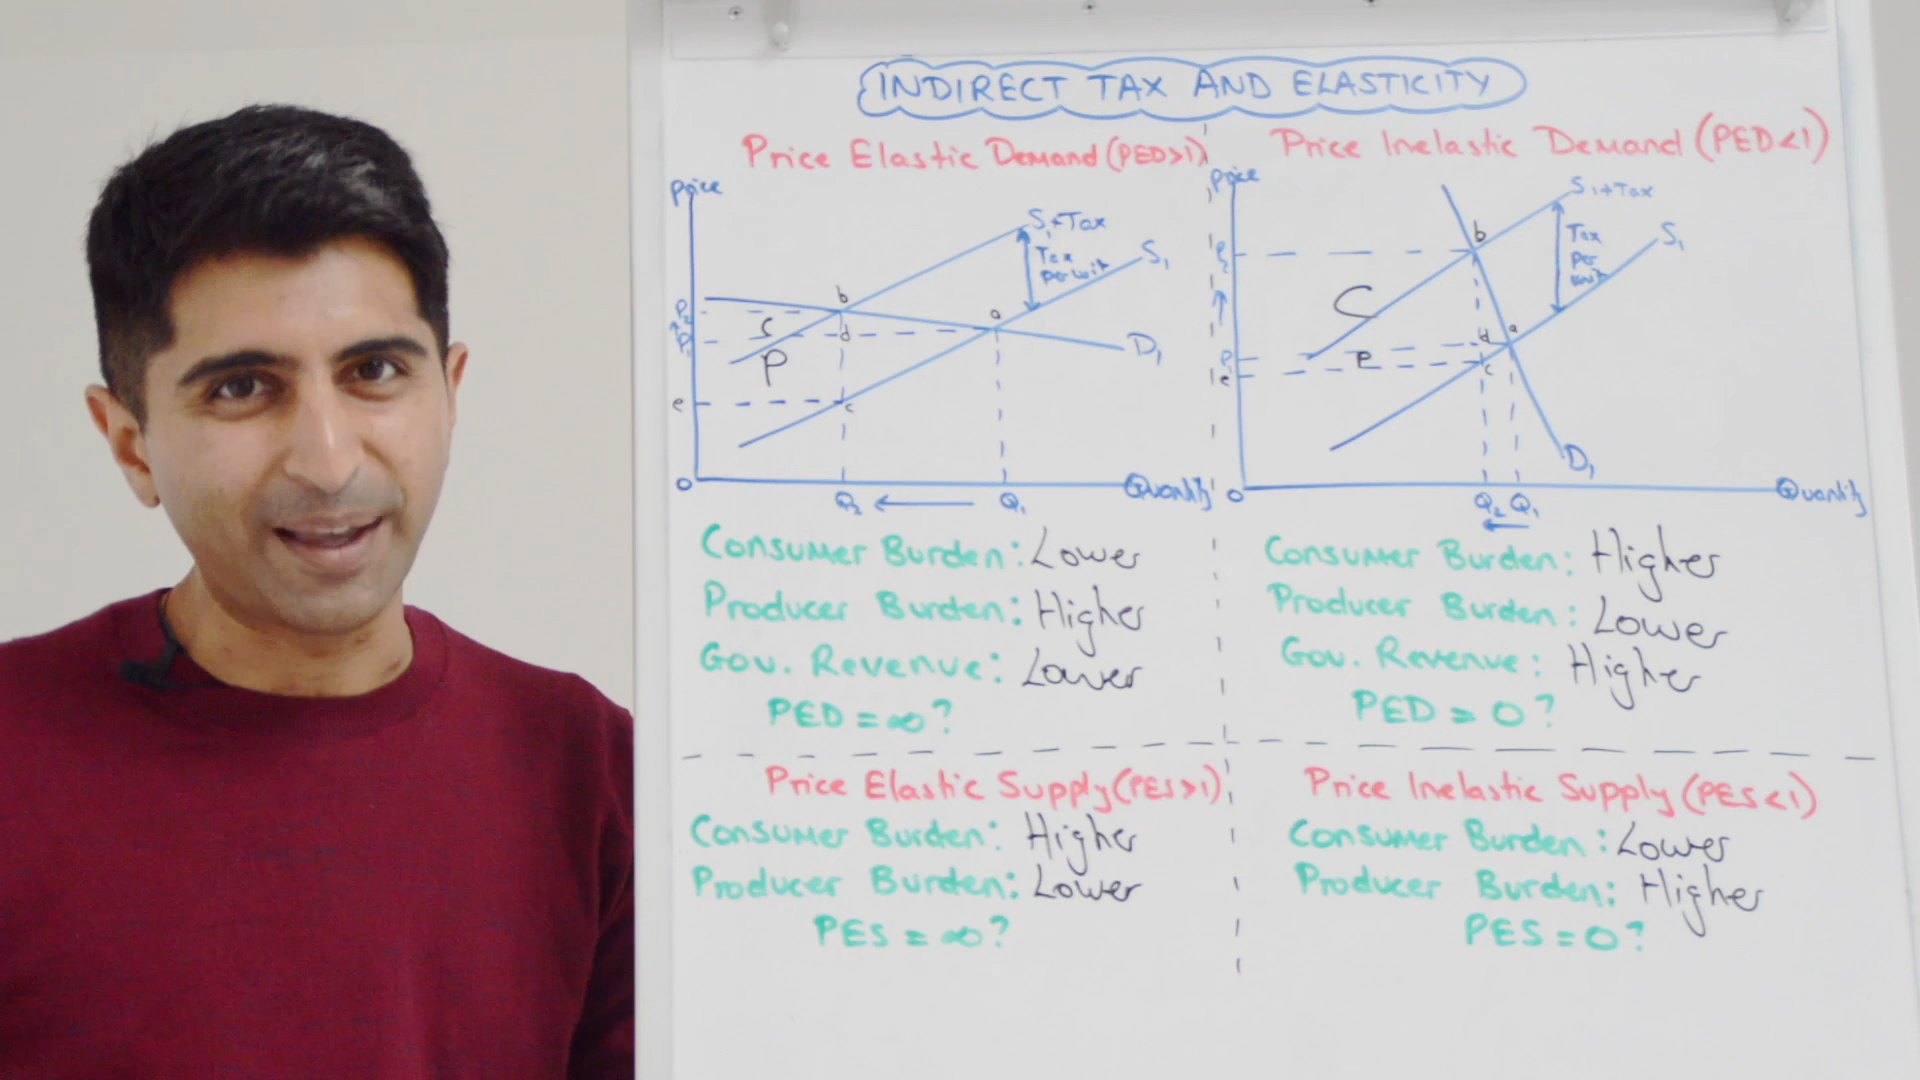 INDIRECT TAX AND ELASTICITY
Price Elastic Demand (PED>1)
Price
S1+Tax
Tax
per unit
S1
b
a
P2
C
d
P1
P
D1
e
c
O
Q2
Q1
Quantity
Consumer Burden: Lower
Producer Burden: Higher
Gov. Revenue: Lower
PED = ∞?
Price Inelastic Demand (PED<1)
Price
S1+Tax
b
Tax
per
unit
S1
P2
C
d
a
P1
P
e
c
D1
O
Q2
Q1
Quantity
Consumer Burden: Higher
Producer Burden: Lower
Gov. Revenue: Higher
PED = 0?
Price Elastic Supply (PES>1)
Consumer Burden: Higher
Producer Burden: Lower
PES = ∞?
Price Inelastic Supply (PES<1)
Consumer Burden: Lower
Producer Burden: Higher
PES = 0?